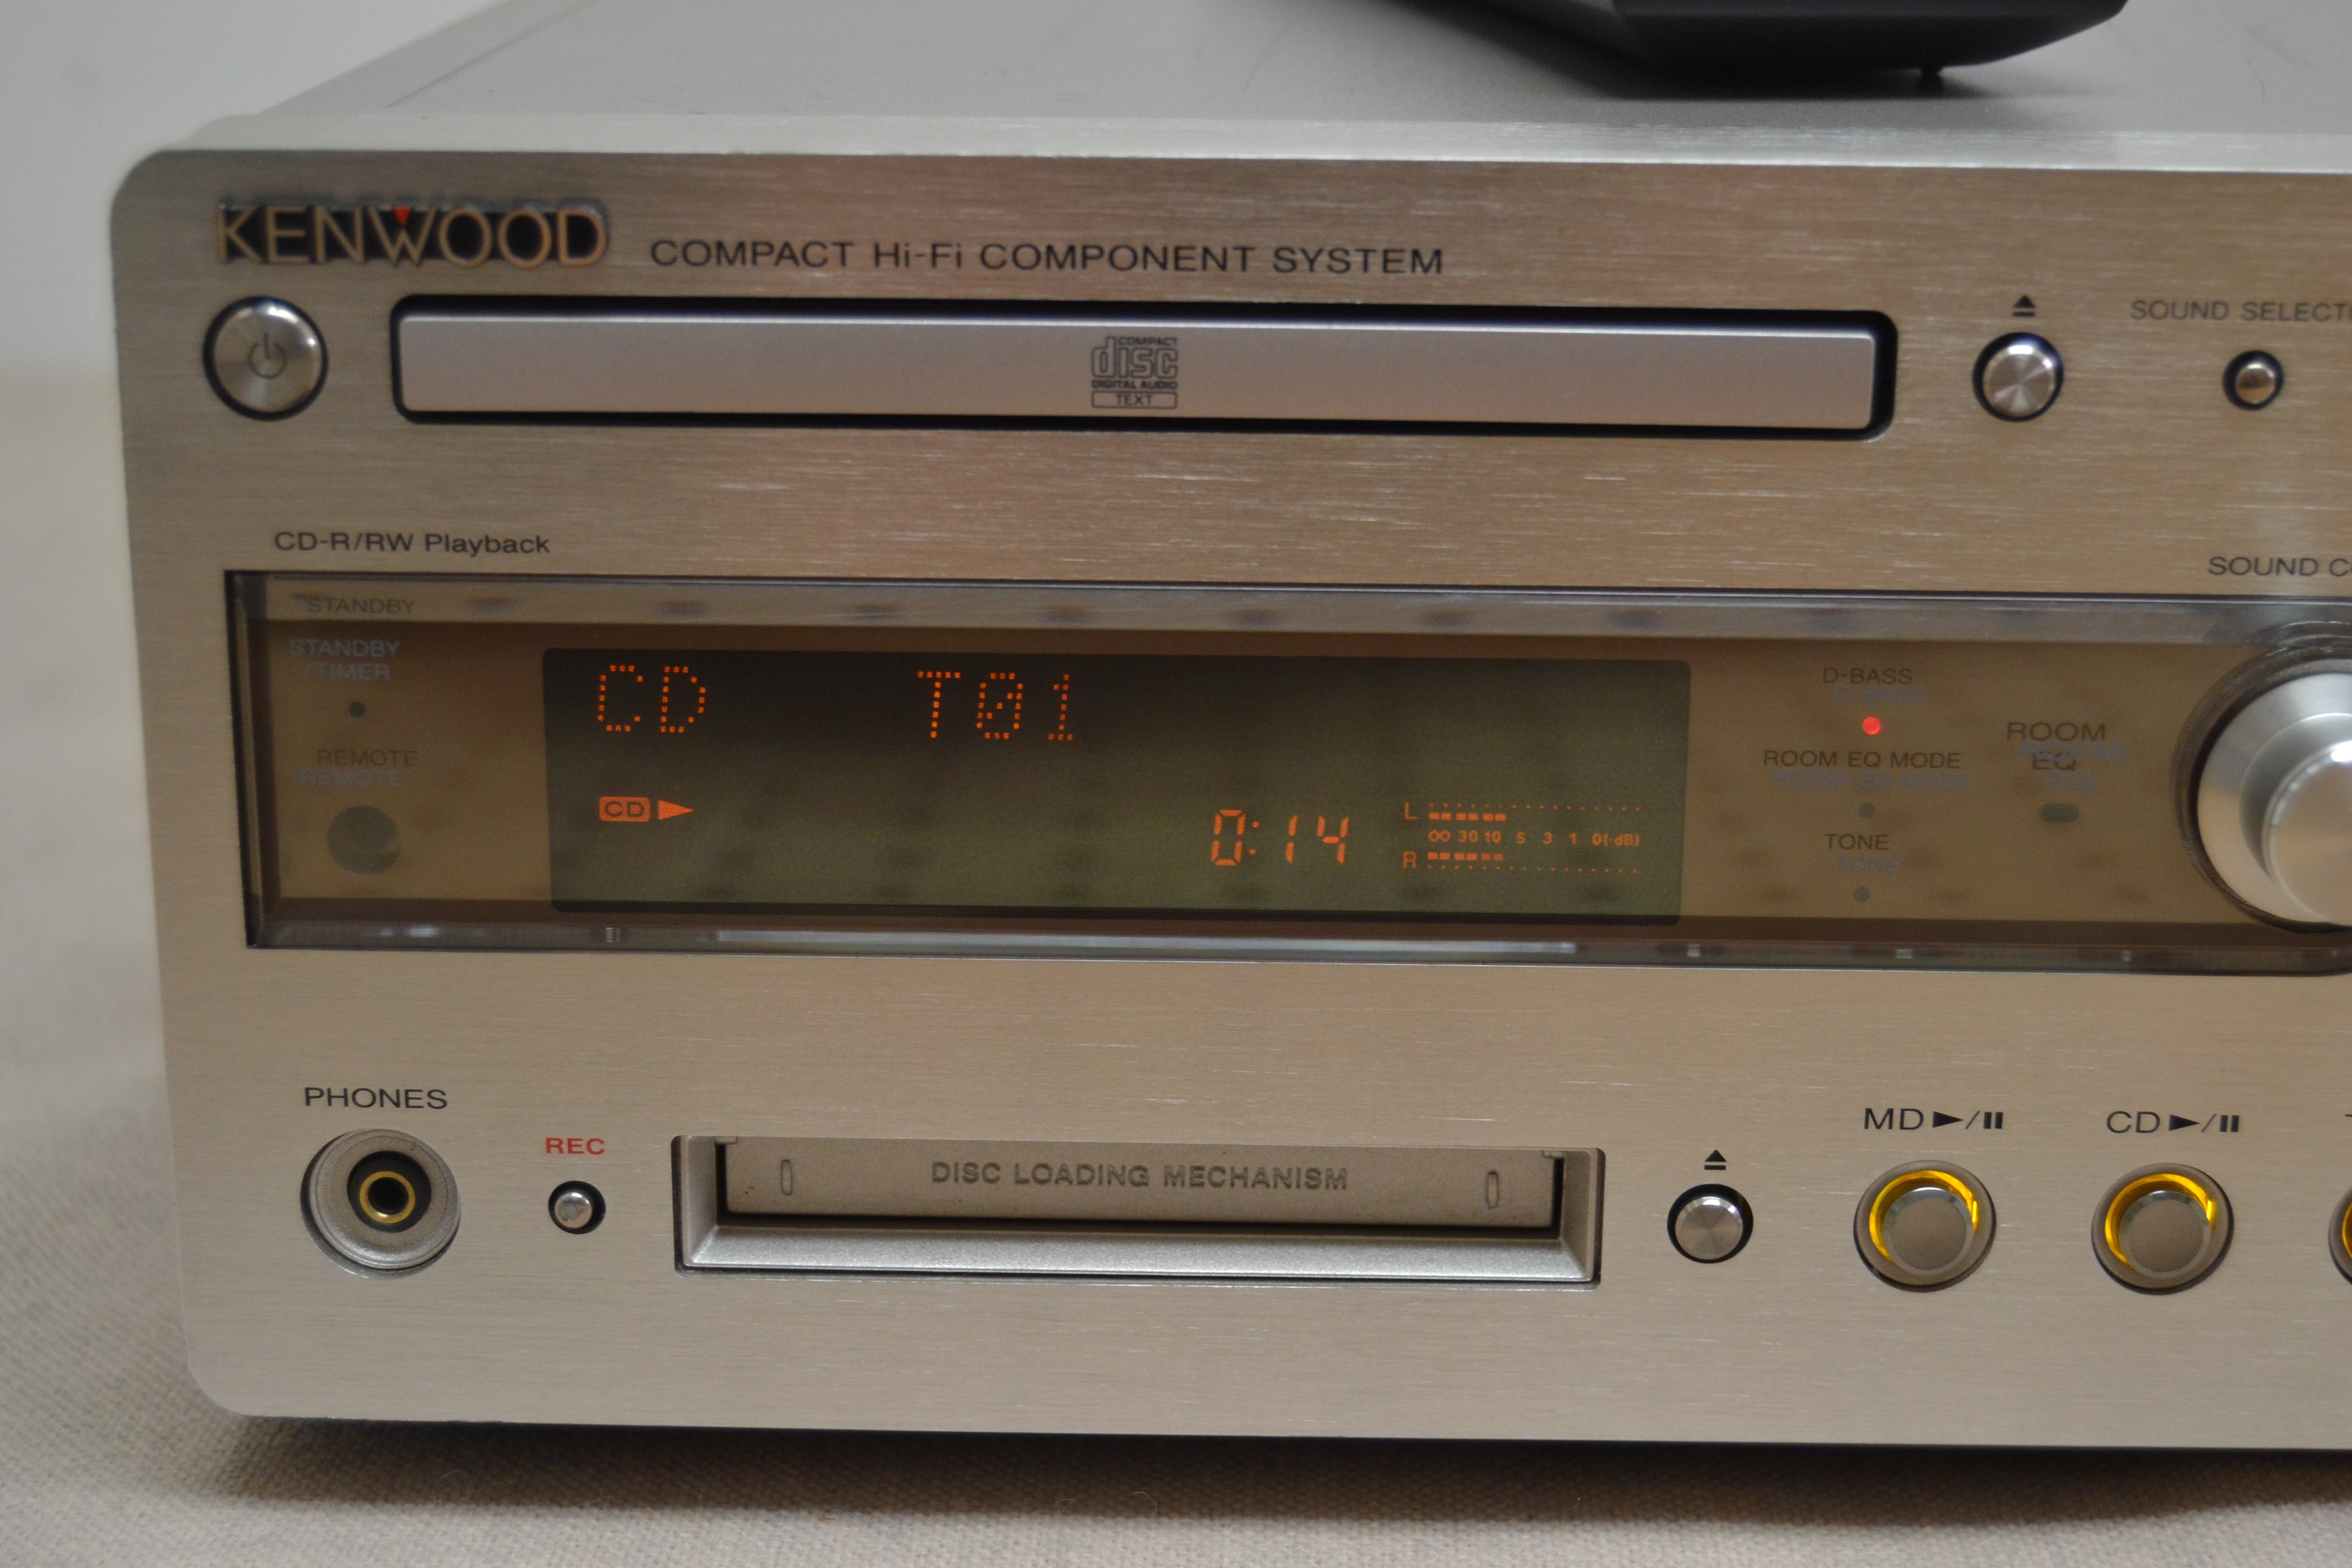 KENWOOD COMPACT Hi-Fi COMPONENT SYSTEM
COMPACT
disc
DIGITAL AUDIO
TEXT
SOUND
CD-R/RW Playback
SOUND
STANDBY
/TIMER
REMOTE
CD T01
CD
0:14
L
∞ 30 10 5 3 1 0(-dB)
R
D-BASS
ROOM EQ MODE
TONE
ROOM
EQ
PHONES
REC
DISC LOADING MECHANISM
MD ►/II
CD ►/II